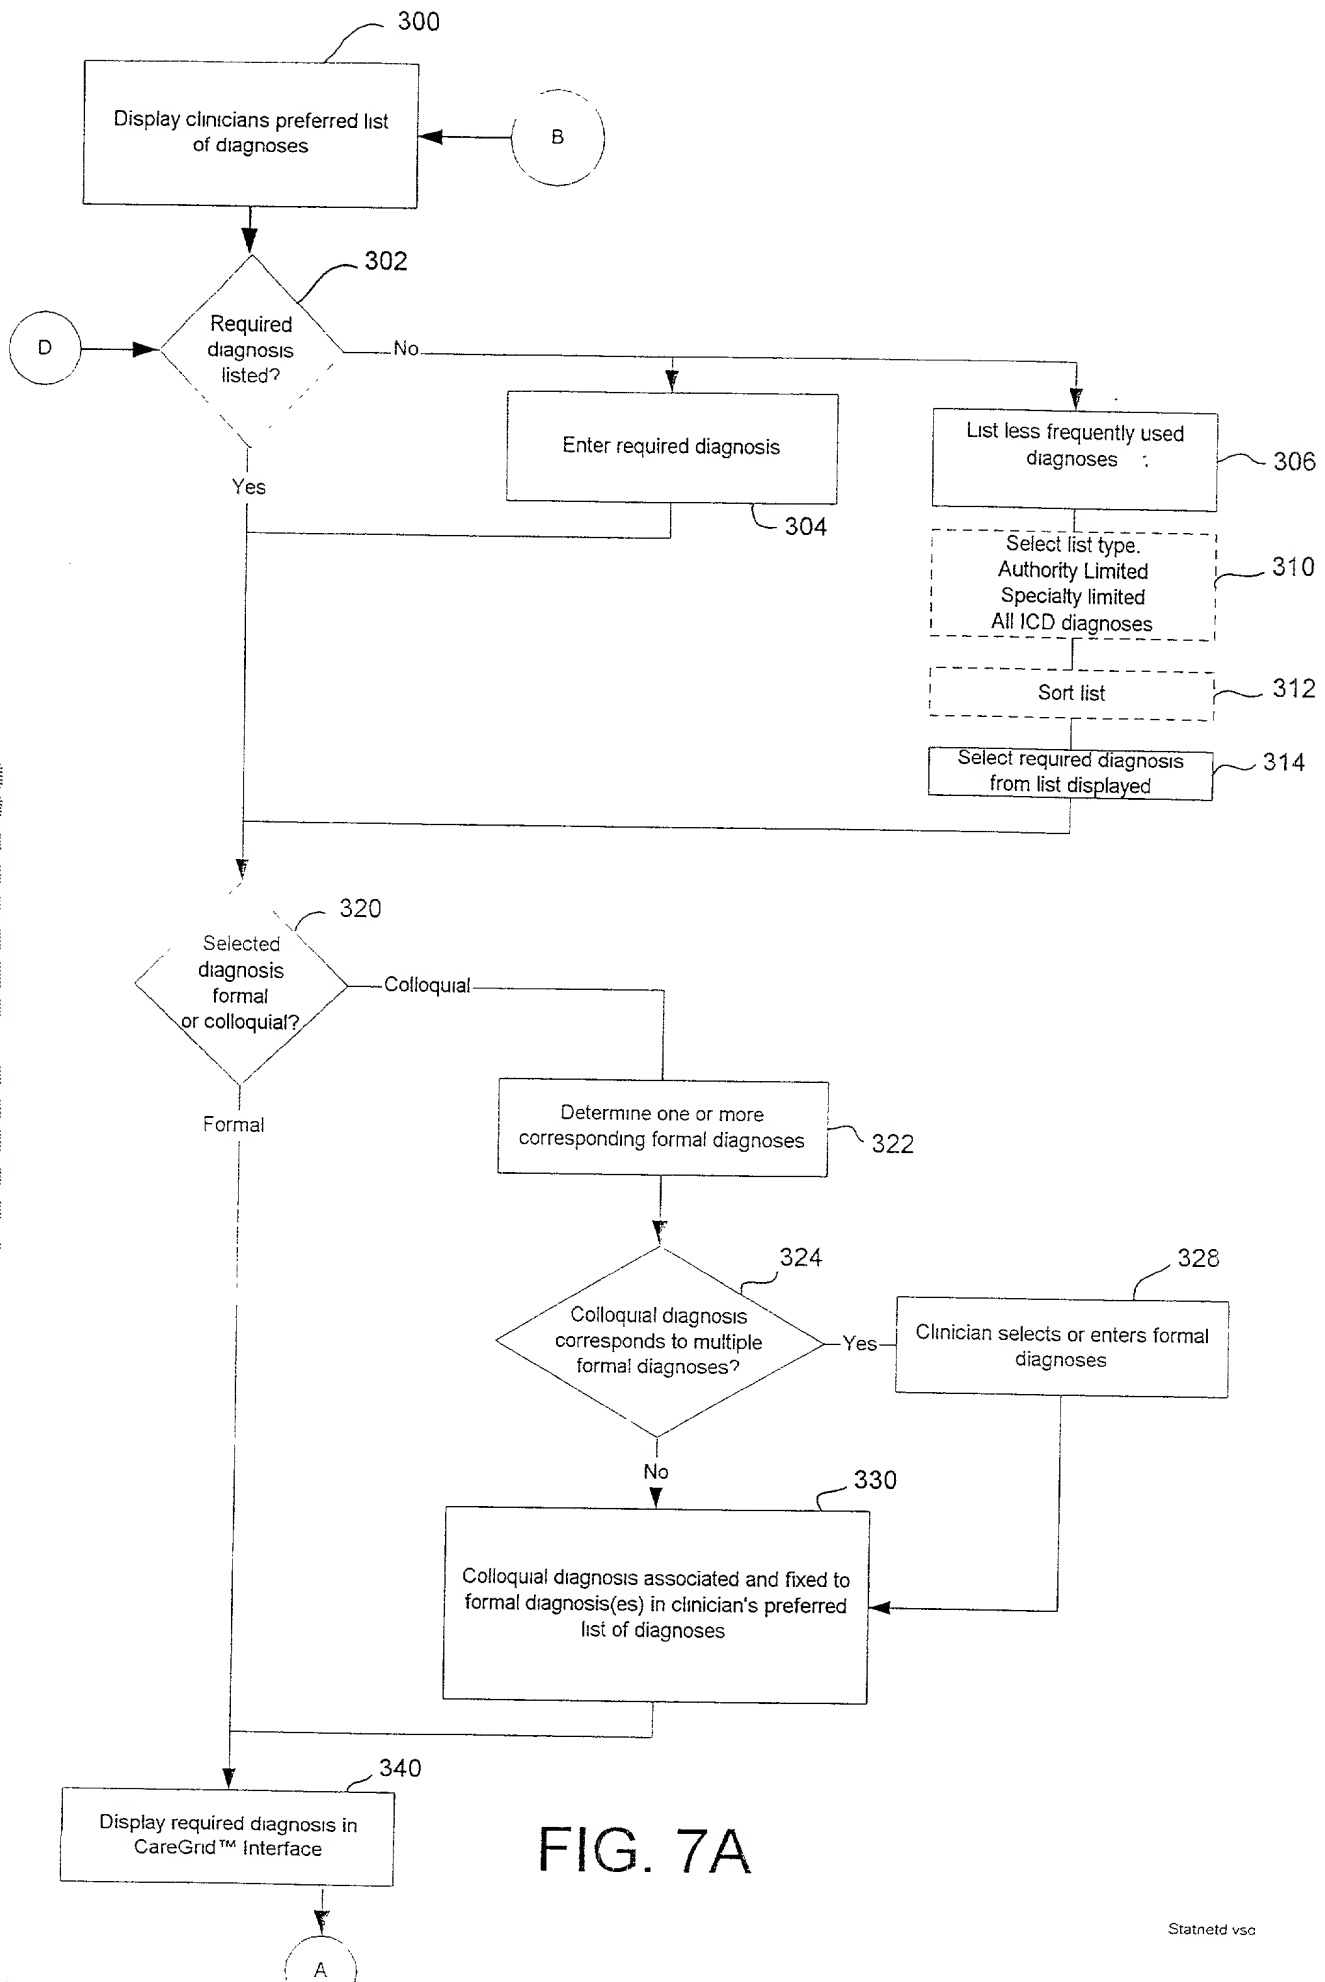 300
Display clinicians preferred list
of diagnoses
B
302
Required
diagnosis
listed?
D
No
Yes
Enter required diagnosis
304
List less frequently used
diagnoses
306
Select list type.
Authority Limited
Specialty limited
All ICD diagnoses
310
Sort list
312
Select required diagnosis
from list displayed
314
320
Selected
diagnosis
formal
or colloquial?
Colloquial
Formal
Determine one or more
corresponding formal diagnoses
322
324
Colloquial diagnosis
corresponds to multiple
formal diagnoses?
Yes
328
Clinician selects or enters formal
diagnoses
No
330
Colloquial diagnosis associated and fixed to
formal diagnosis(es) in clinician's preferred
list of diagnoses
340
Display required diagnosis in
CareGrid™ Interface
FIG. 7A
A
Statnetd vsd